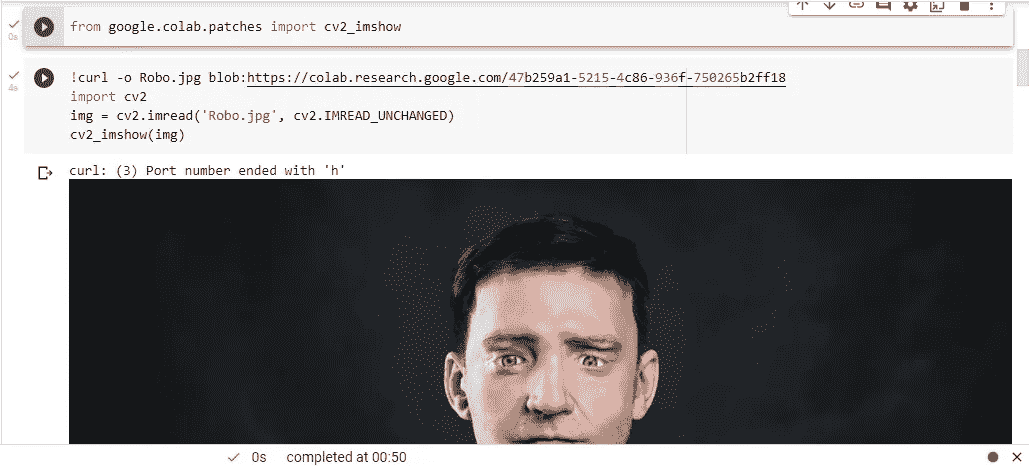 from google.colab.patches import cv2_imshow
0s
!curl -o Robo.jpg blob:https://colab.research.google.com/47b259a1-5215-4c86-936f-750265b2ff18
4s
import cv2
img = cv2.imread('Robo.jpg', cv2.IMREAD_UNCHANGED)
cv2_imshow(img)
curl: (3) Port number ended with 'h'
0s completed at 00:50